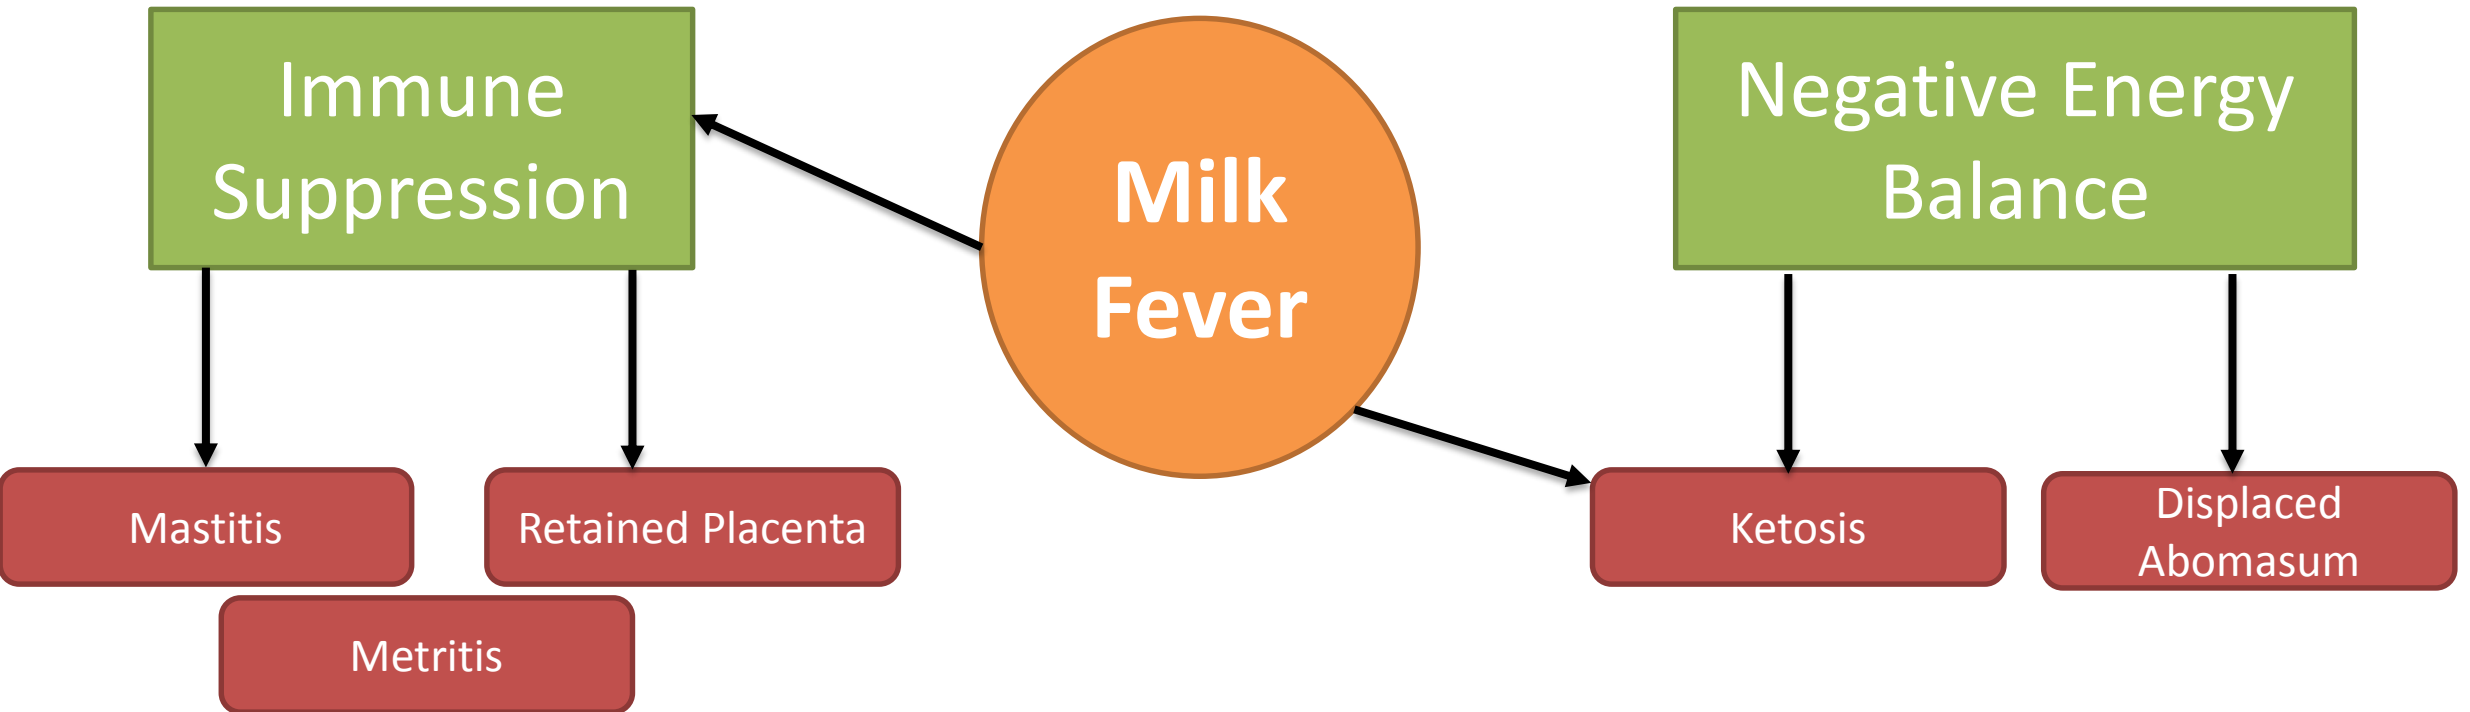 Immune
Suppression
Milk
Fever
Negative Energy
Balance
Mastitis
Retained Placenta
Metritis
Ketosis
Displaced
Abomasum